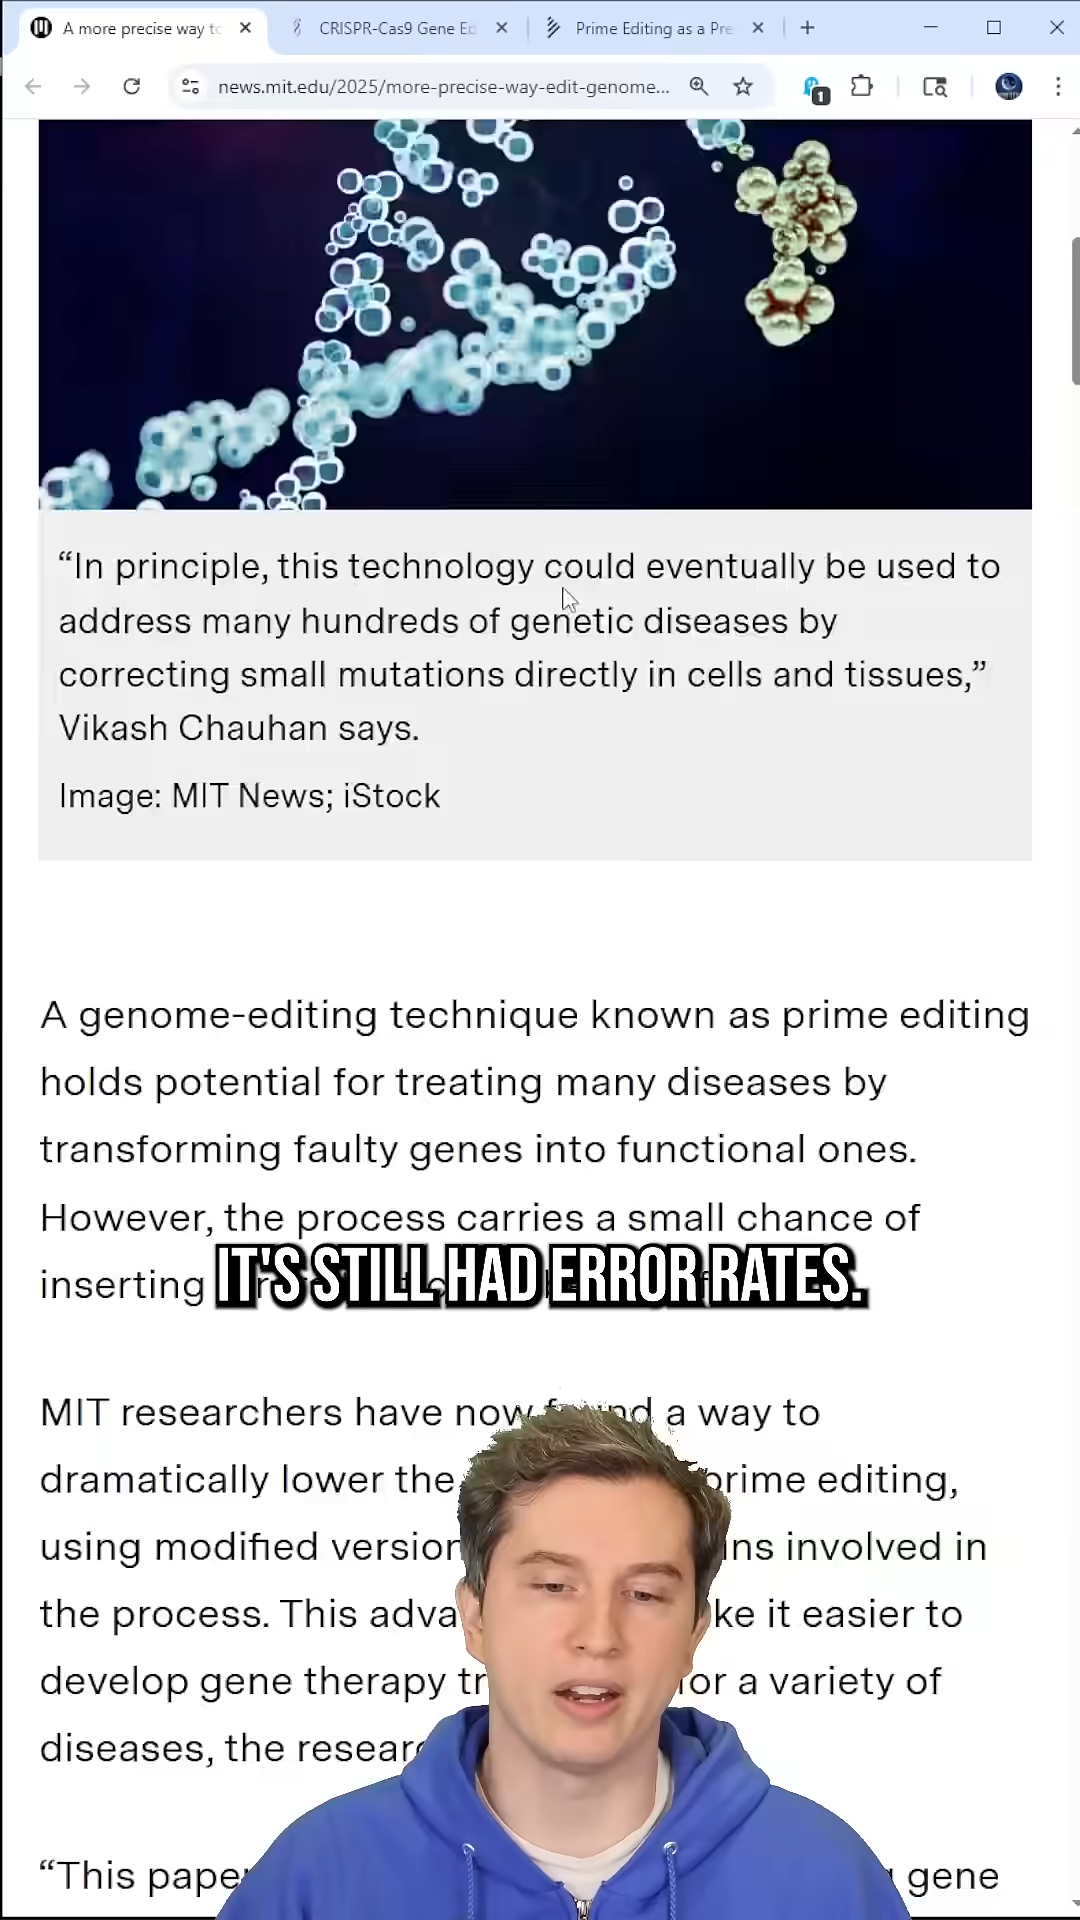 A more precise way to
CRISPR-Cas9 Gene Ed
Prime Editing as a Pre
news.mit.edu/2025/more-precise-way-edit-genome...
1
“In principle, this technology could eventually be used to
address many hundreds of genetic diseases by
correcting small mutations directly in cells and tissues,”
Vikash Chauhan says.
Image: MIT News; iStock
A genome-editing technique known as prime editing
holds potential for treating many diseases by
transforming faulty genes into functional ones.
However, the process carries a small chance of
inserting
IT'S STILL HAD ERROR RATES.
MIT researchers have now found a way to
dramatically lower the prime editing,
using modified version involved in
the process. This adva ke it easier to
develop gene therapy tr for a variety of
diseases, the researc
“This paper gene